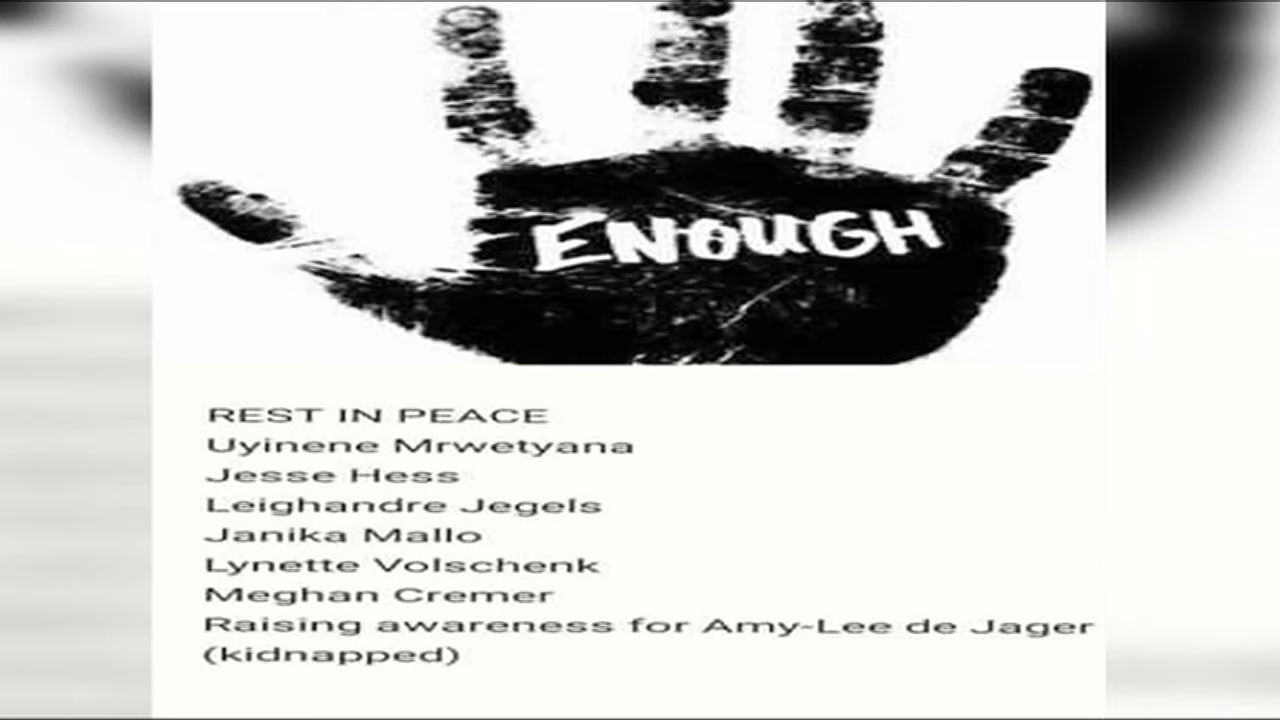 ENOUGH
REST IN PEACE
Uyinene Mrwetyana
Jesse Hess
Leighandre Jegels
Janika Mallo
Lynette Volschenk
Meghan Cremer
Raising awareness for Amy-Lee de Jager
(kidnapped)